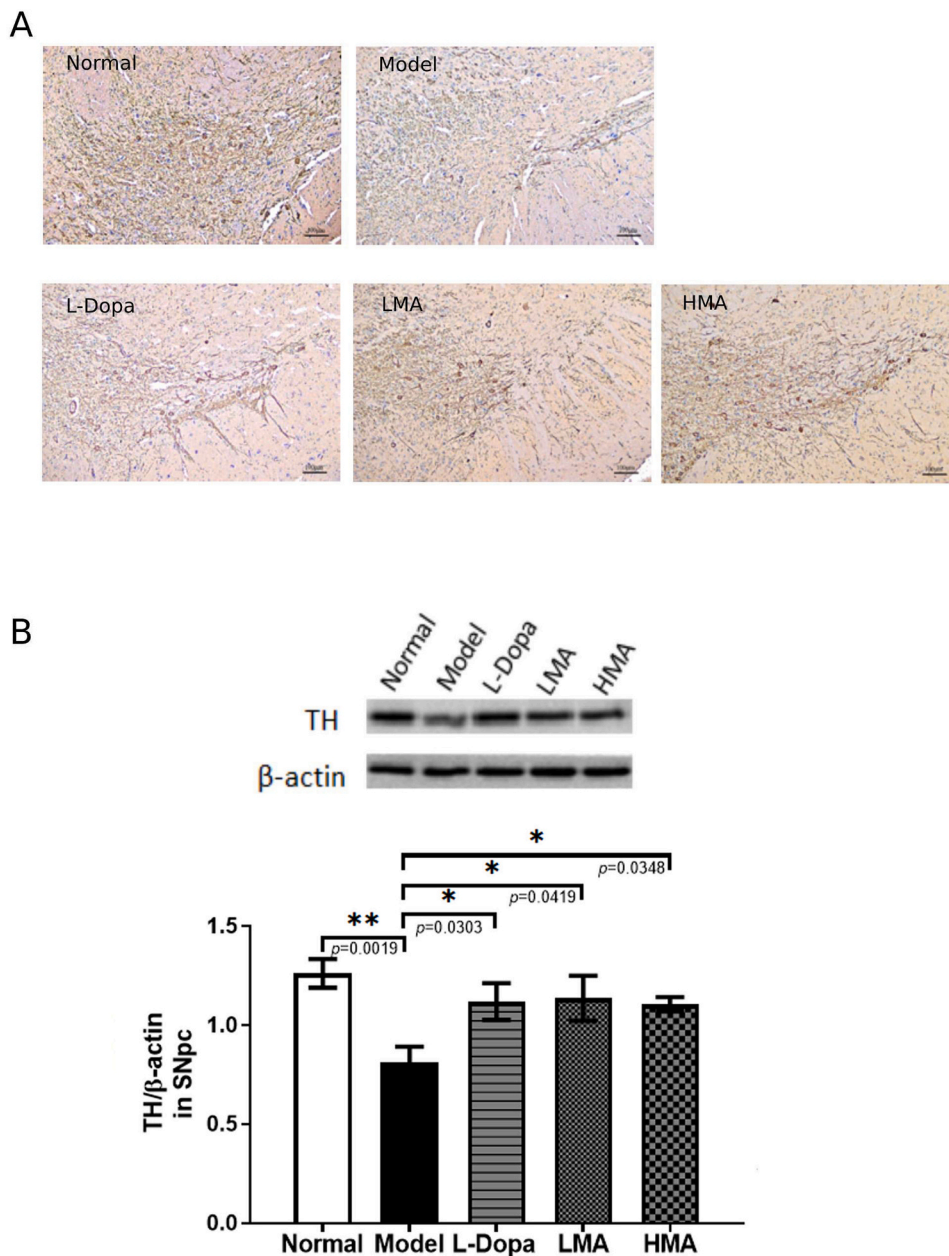 A
Normal
Model
L-Dopa
LMA
HMA
B
Normal Model L-Dopa LMA HMA
TH
β-actin
*
p=0.0348
*
p=0.0419
*
p=0.0303
**
p=0.0019
TH/β-actin
in SNpc
1.5
1.0
0.5
0.0
Normal Model L-Dopa LMA HMA